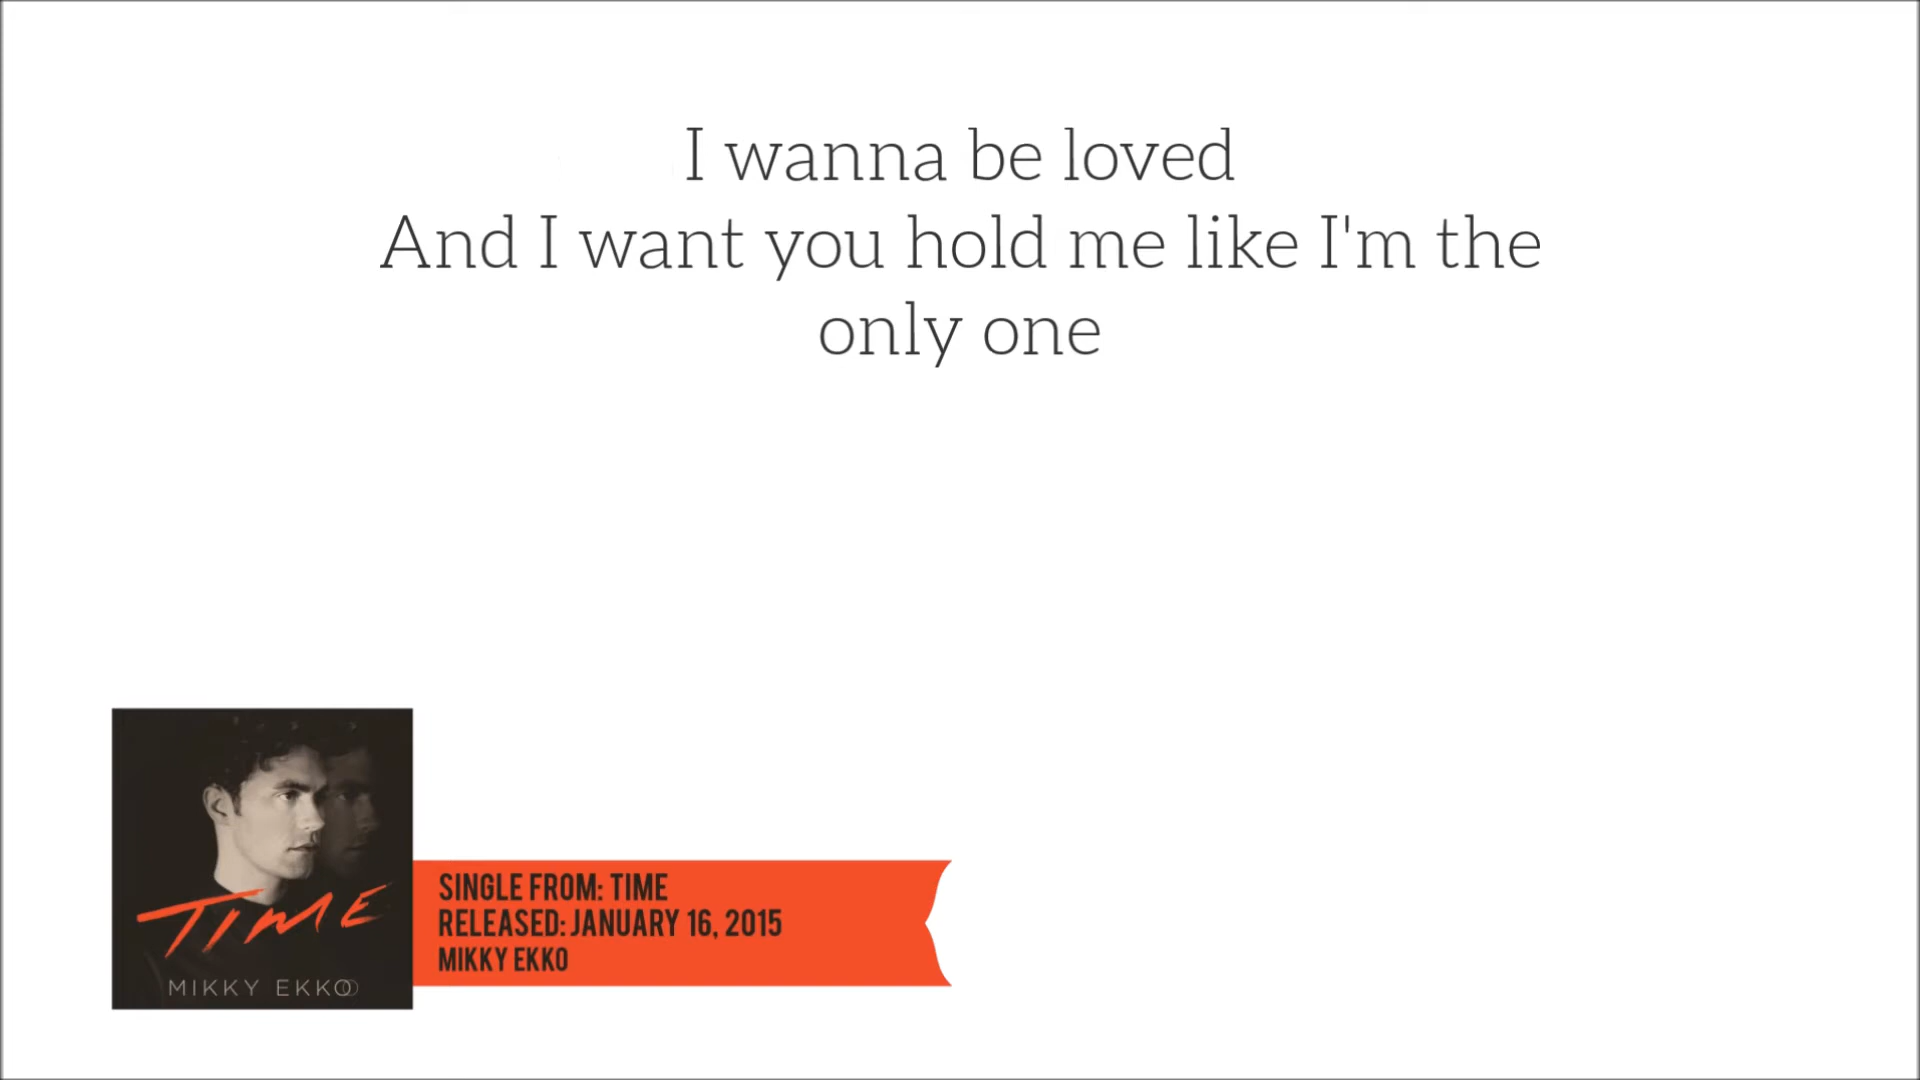 I wanna be loved
And I want you hold me like I'm the
only one
TIME
MIKKY EKKO
SINGLE FROM: TIME
RELEASED: JANUARY 16, 2015
MIKKY EKKO